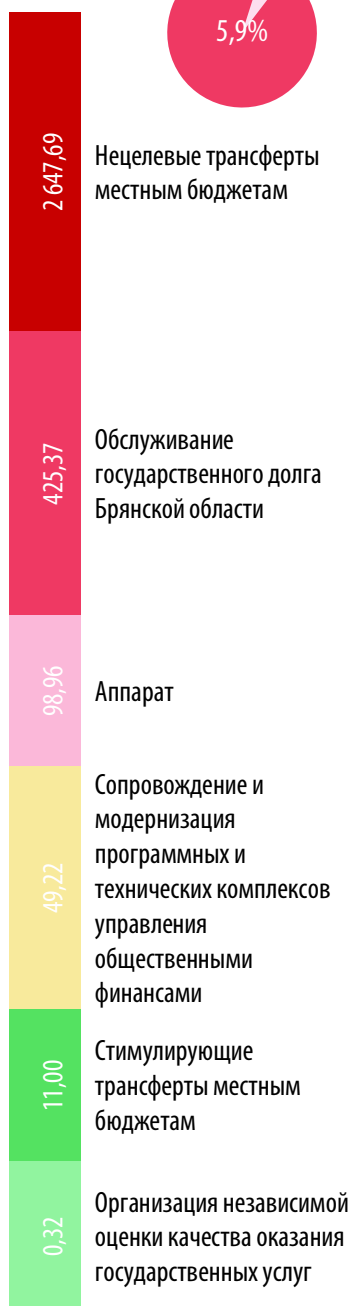 5,9%
2 647,69
Нецелевые трансферты
местным бюджетам
425,37
Обслуживание
государственного долга
Брянской области
98,96
Аппарат
49,22
Сопровождение и
модернизация
программных и
технических комплексов
управления
общественными
финансами
11,00
Стимулирующие
трансферты местным
бюджетам
0,32
Организация независимой
оценки качества оказания
государственных услуг